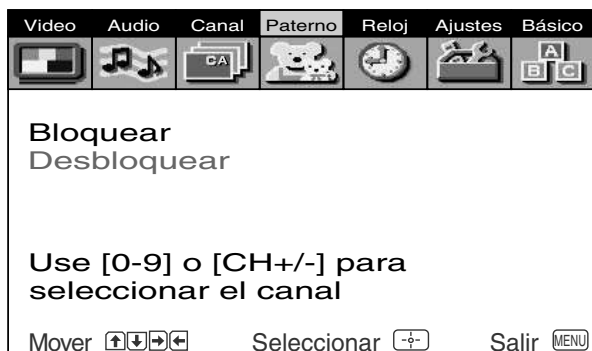 Video Audio Canal Paterno Reloj Ajustes Básico
CA
A
B C
Bloquear
Desbloquear
Use [0-9] o [CH+/-] para
seleccionar el canal
Mover Seleccionar Salir MENU